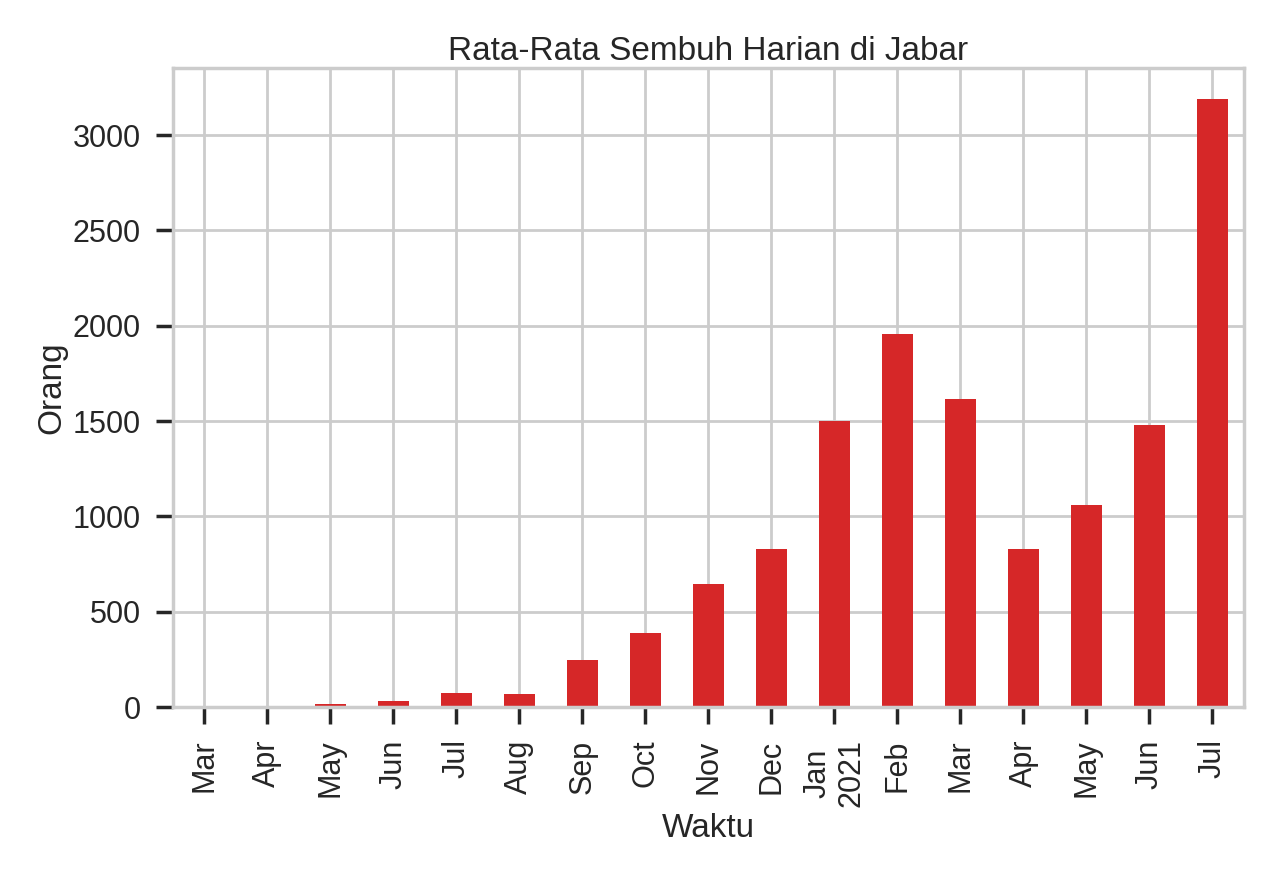 Rata-Rata Sembuh Harian di Jabar
3000
2500
2000
1500
1000
500
0
Orang
Mar
Apr
May
Jun
Jul
Aug
Sep
Oct
Nov
Dec
Jan
2021
Feb
Mar
Apr
May
Jun
Jul
Waktu